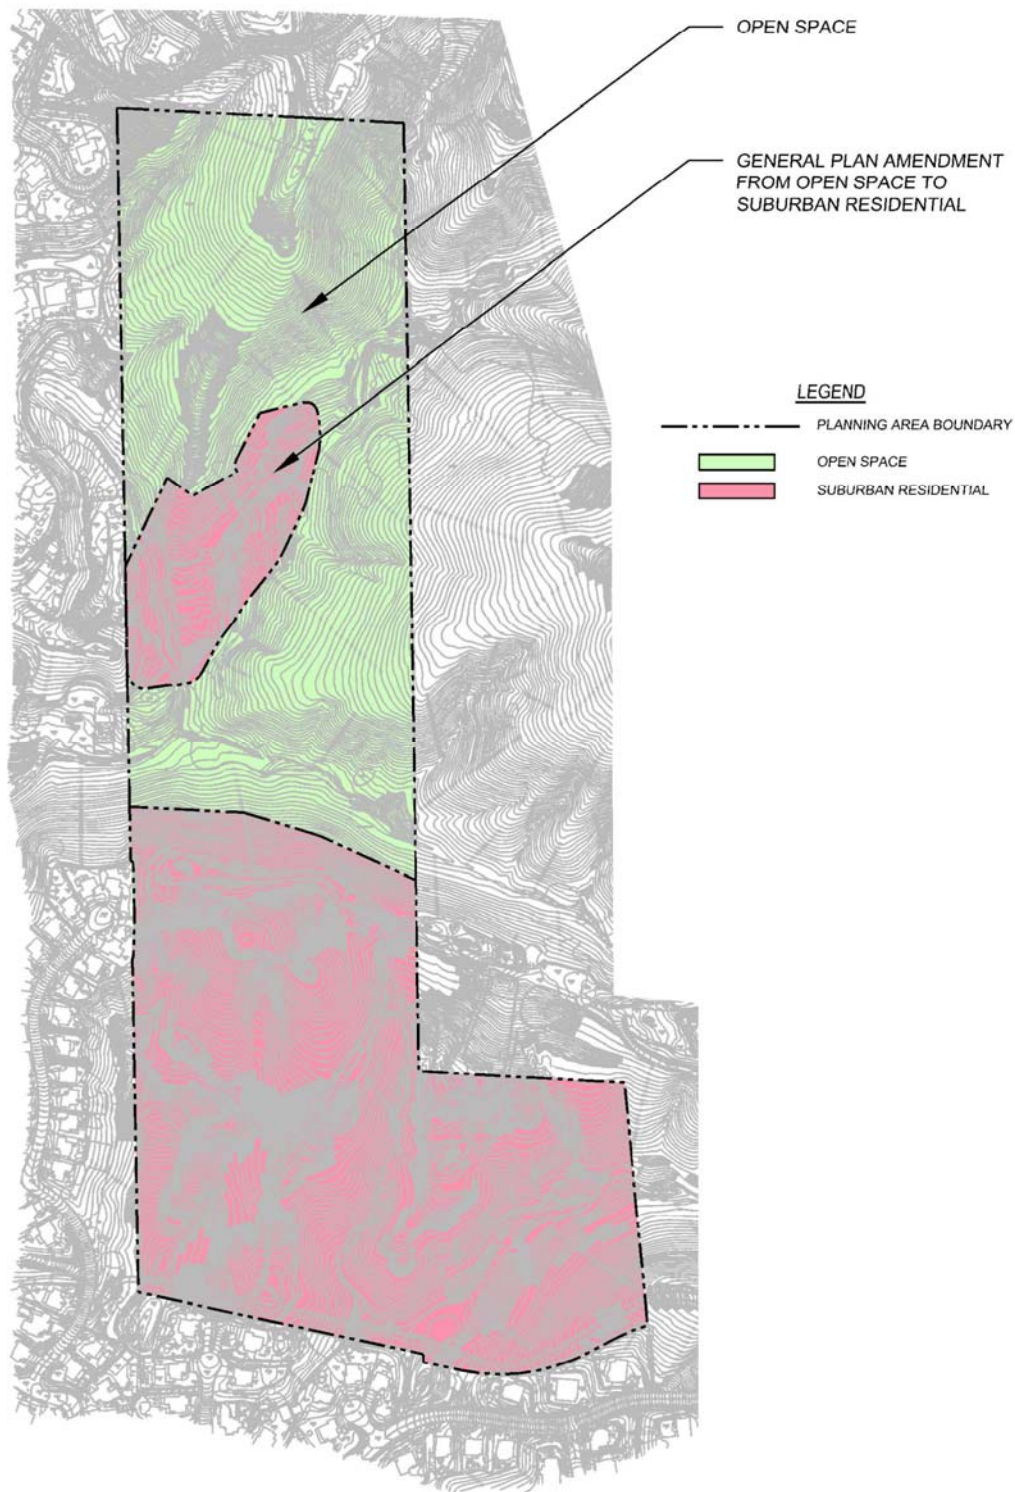 OPEN SPACE
GENERAL PLAN AMENDMENT
FROM OPEN SPACE TO
SUBURBAN RESIDENTIAL
LEGEND
PLANNING AREA BOUNDARY
OPEN SPACE
SUBURBAN RESIDENTIAL